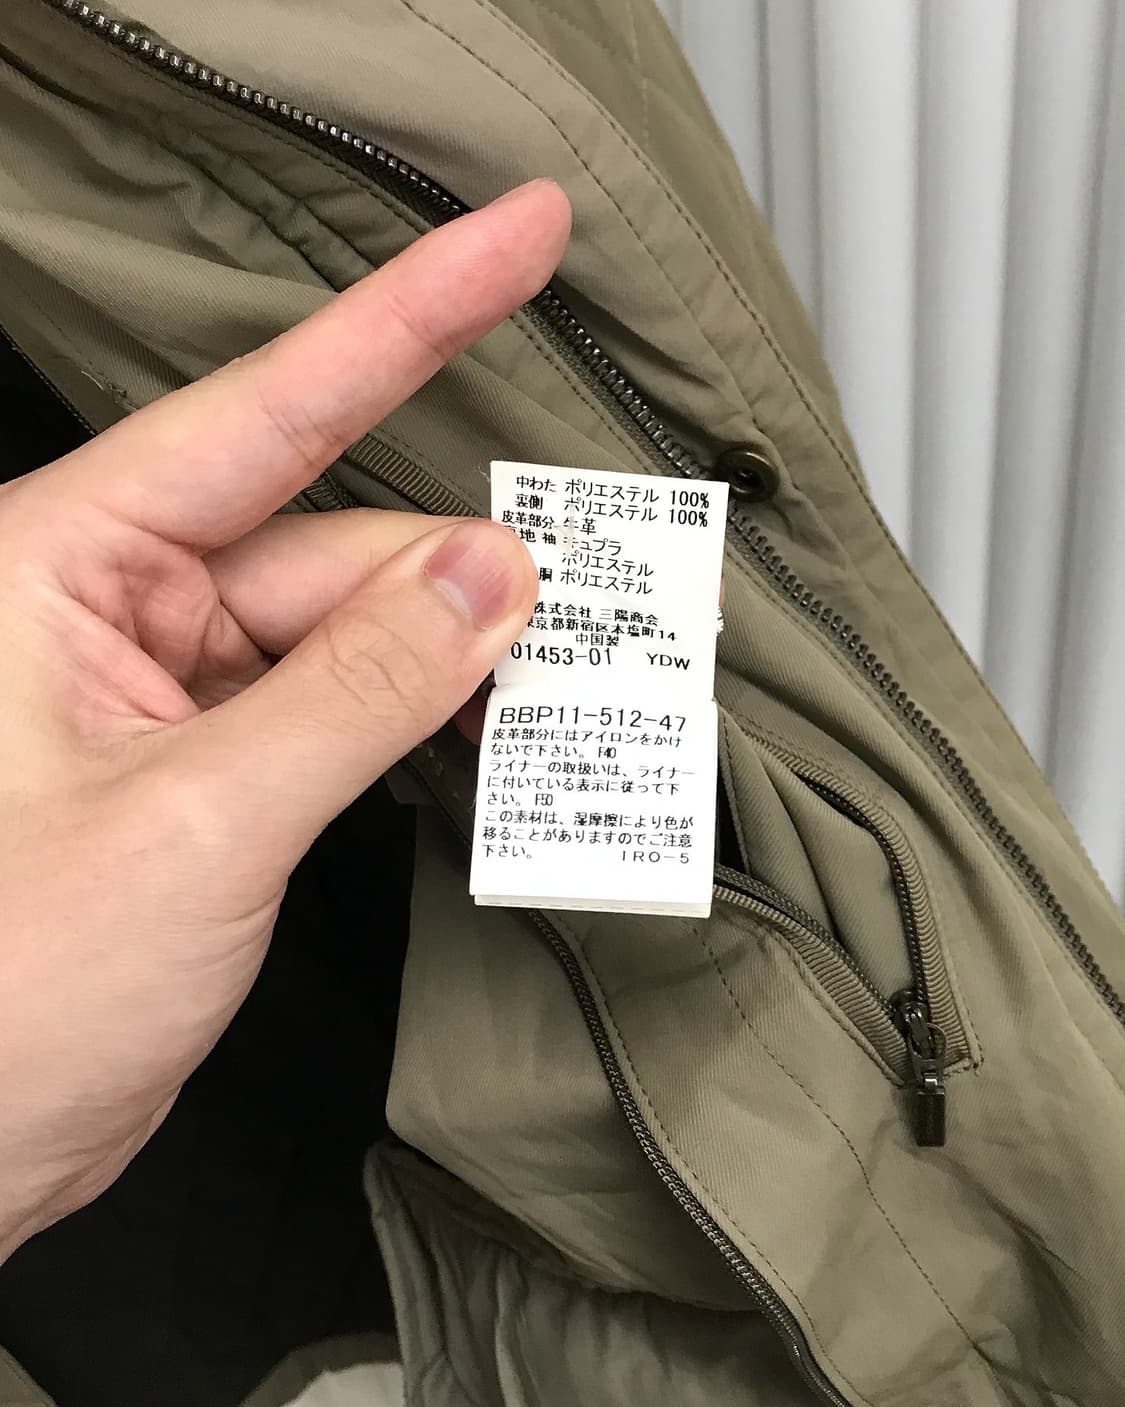 中わた ポリエステル 100%
裏側 ポリエステル 100%
皮革部分 牛革
地 袖 キュプラ
ポリエステル
胴 ポリエステル
株式会社 三陽商会
東京都新宿区本塩町14
中国製
01453-01 YDW
BBP11-512-47
皮革部分にはアイロンをかけ
ないで下さい。 F40
ライナーの取扱いは、ライナー
に付いている表示に従って下
さい。 F50
この素材は、湿摩擦により色が
移ることがありますのでご注意
下さい。 IRO-5